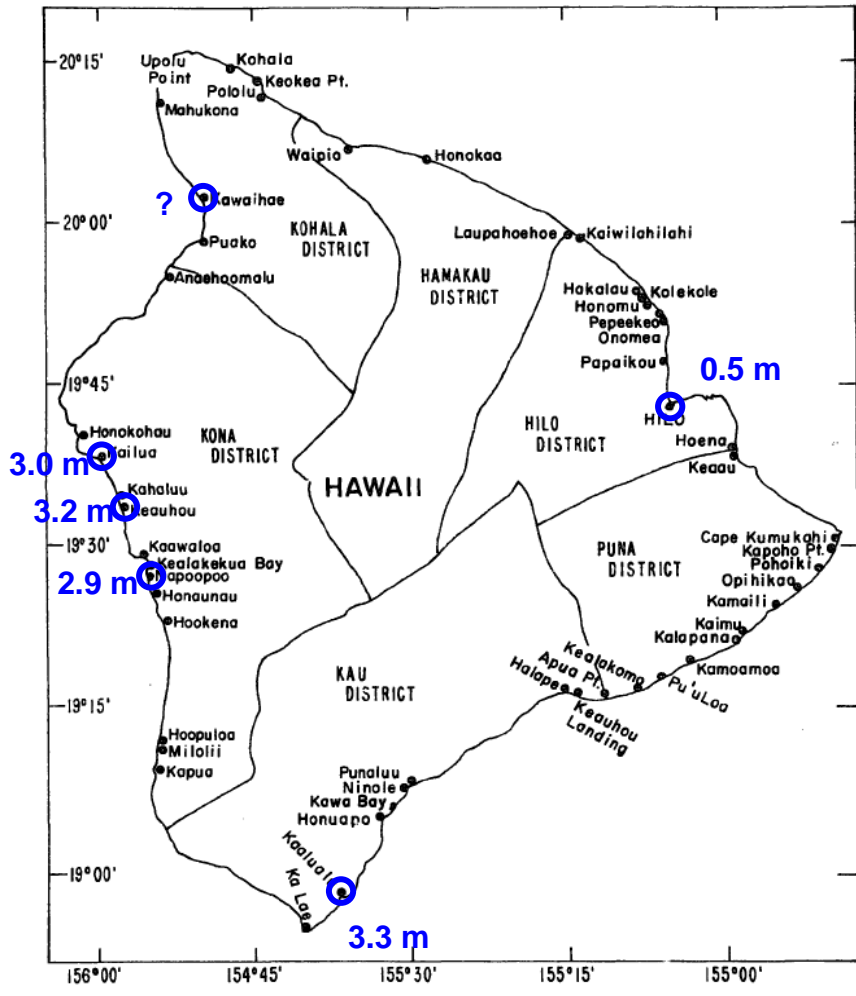 20°15'
Upolu
Point
Kohala
Keokea Pt.
Pololu
Mahukona
Waipio
Honokaa
?
Kawaihae
20°00'
Puako
KOHALA
DISTRICT
Laupahoehoe
Kaiwilahilahi
Anaehoomalu
HAMAKAU
DISTRICT
Hakalau
Kolekole
Honomu
Pepeekeo
Onomea
Papaikou
0.5 m
19°45'
HILO
Honokohau
KONA
DISTRICT
HILO
DISTRICT
Hoena
Keaau
3.0 m
Kailua
HAWAII
Kahaluu
3.2 m
Keauhou
19°30'
Kaawaloa
Kealakekua Bay
2.9 m
Napoopoo
Honaunau
Hookena
PUNA
DISTRICT
Cape Kumukahi
Kapoho Pt.
Pohoiki
Opihikao
Kamaili
Kaimu
Kalapana
Kamoamoa
Kealakomo
Pu'uLoa
Apua Pt.
Halape
Keauhou
Landing
KAU
DISTRICT
19°15'
Hoopuloa
Milolii
Kapua
Punaluu
Ninole
Kawa Bay
Honuapo
19°00'
Kaalualu
Ka Lae
3.3 m
156°00'
154°45'
155°30'
155°15'
155°00'